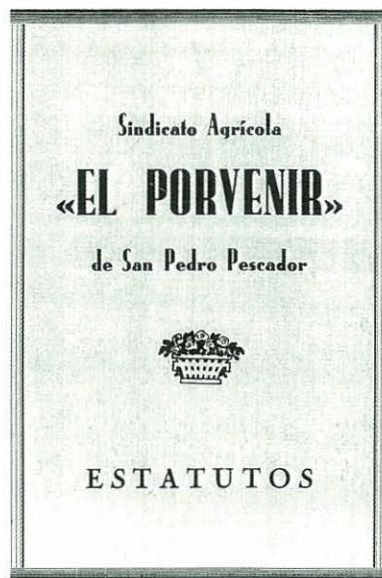 Sindicato Agrícola
«EL PORVENIR»
de San Pedro Pescador
ESTATUTOS